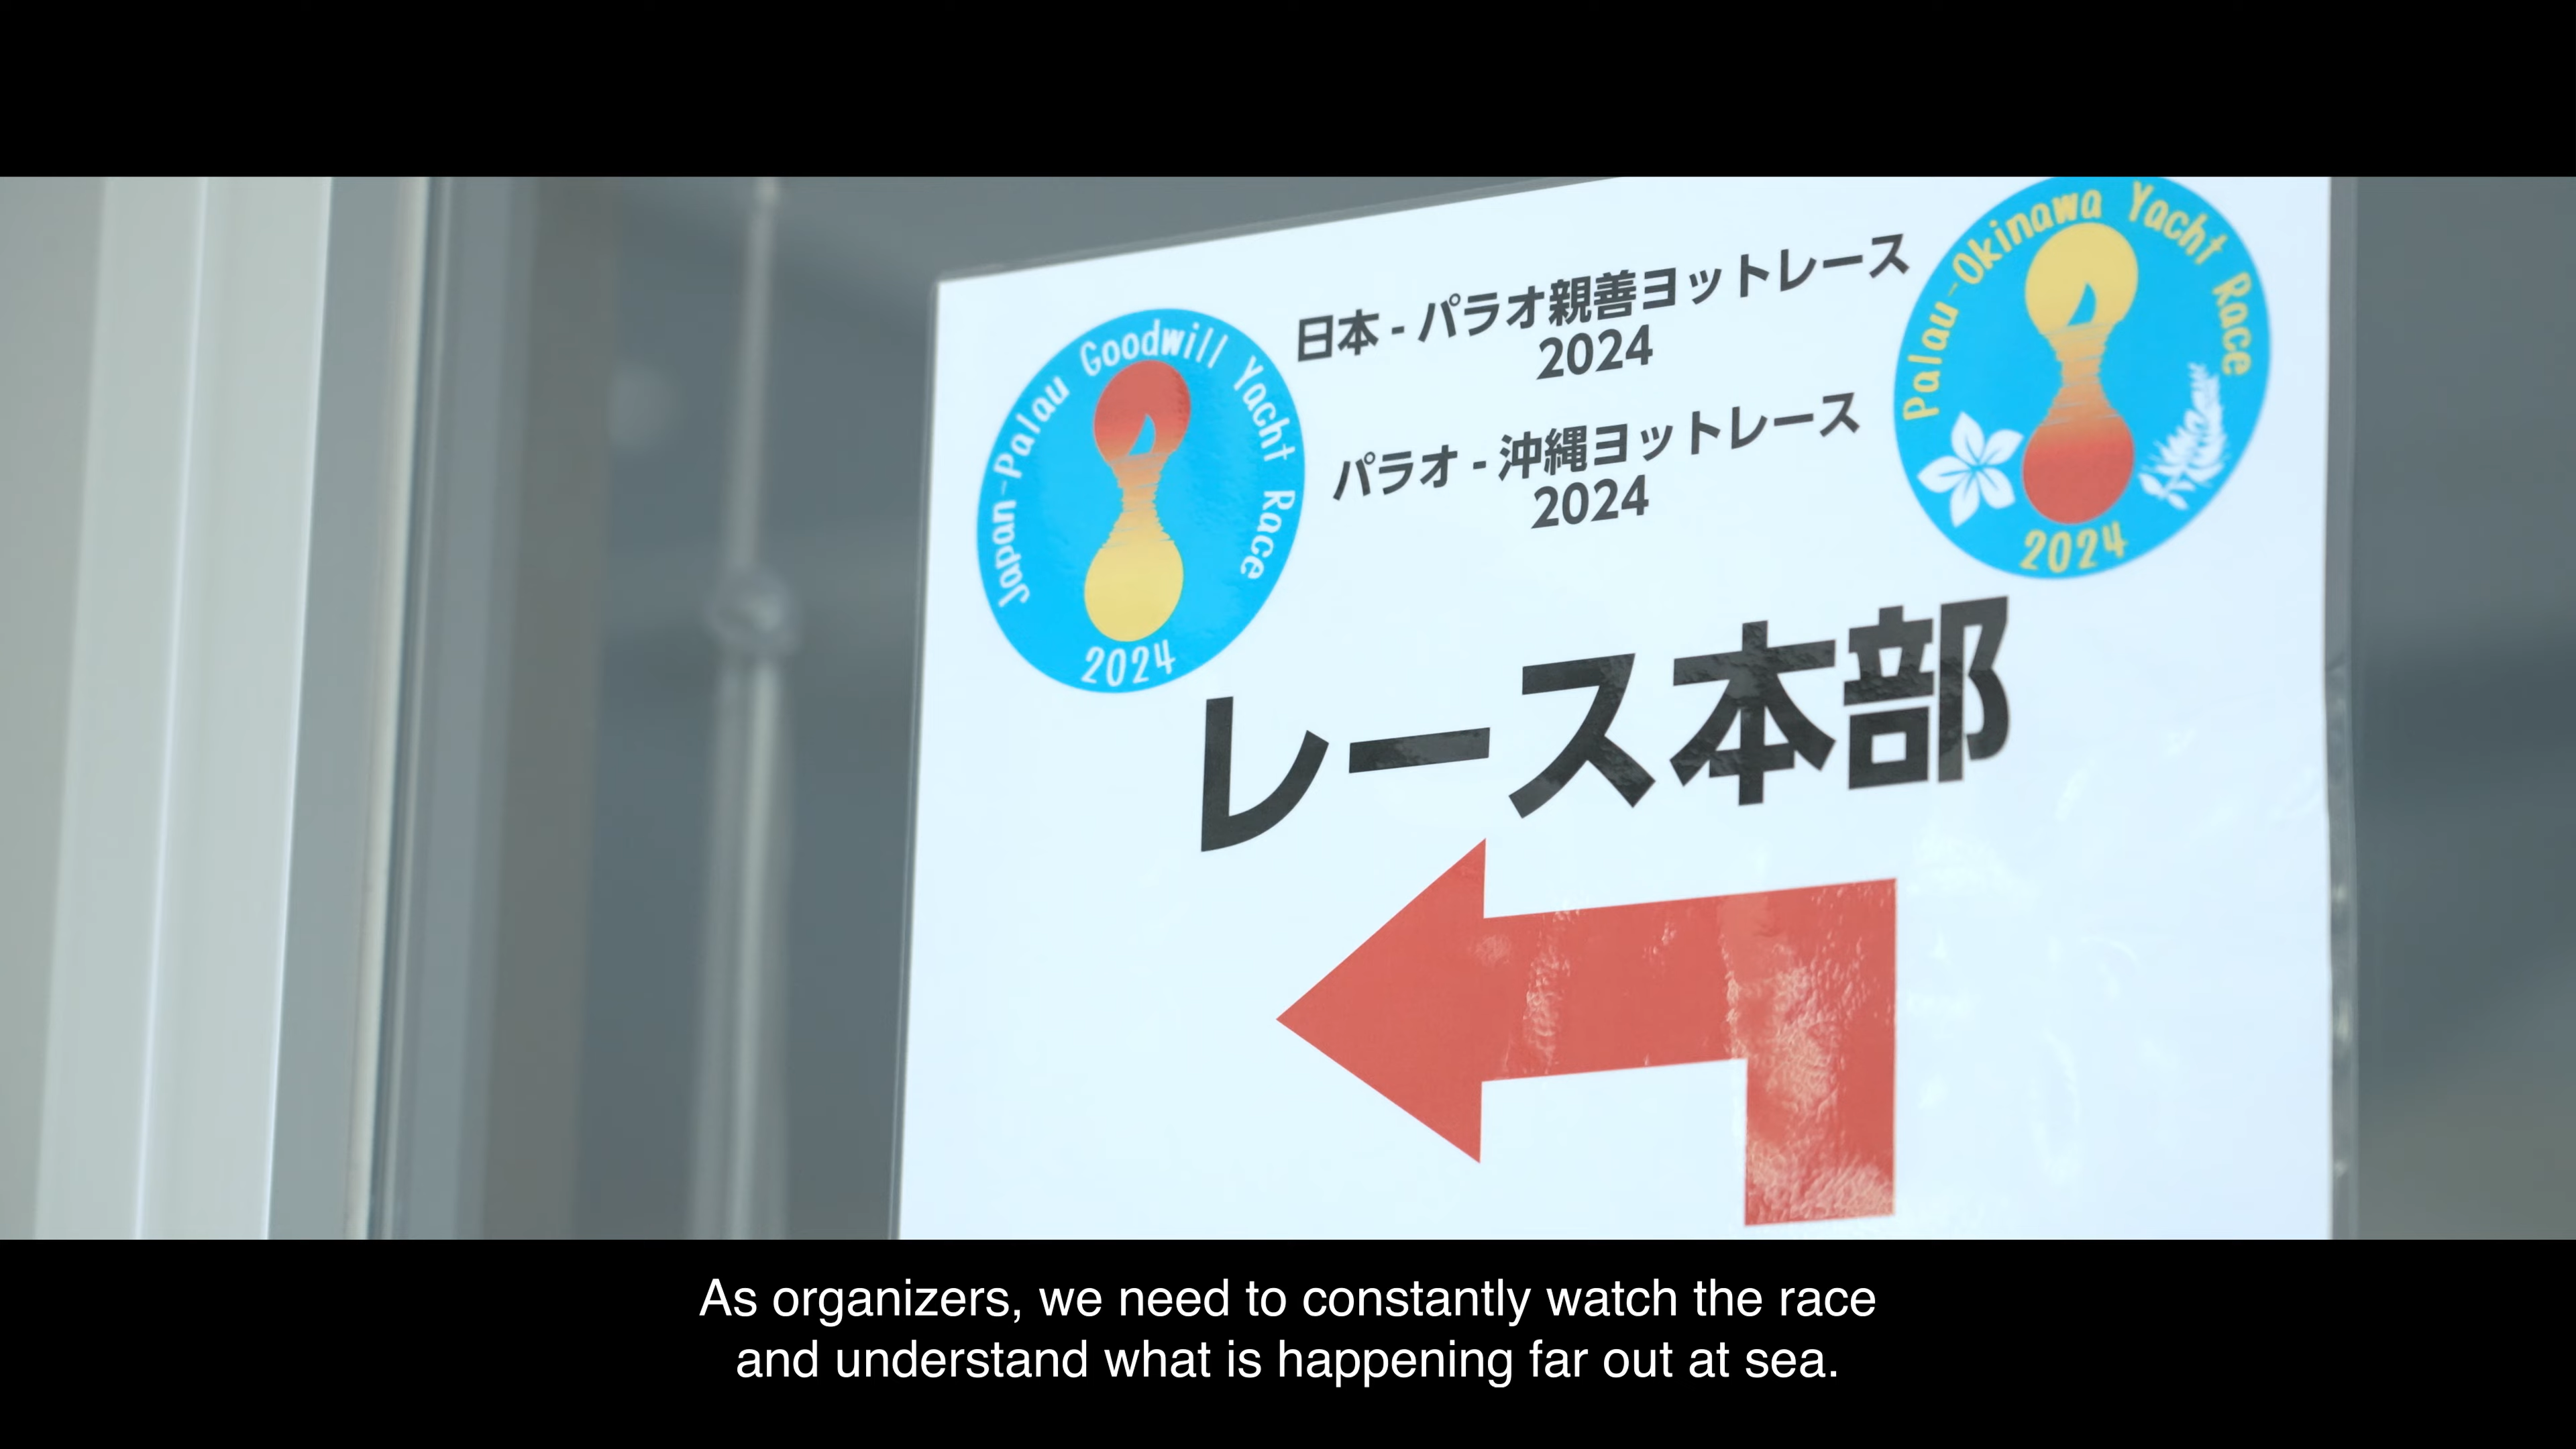 Japan-Palau Goodwill Yacht Race
2024
日本 - パラオ親善ヨットレース
2024
パラオ - 沖縄ヨットレース
2024
Palau-Okinawa Yacht Race
2024
レース本部
As organizers, we need to constantly watch the race
and understand what is happening far out at sea.